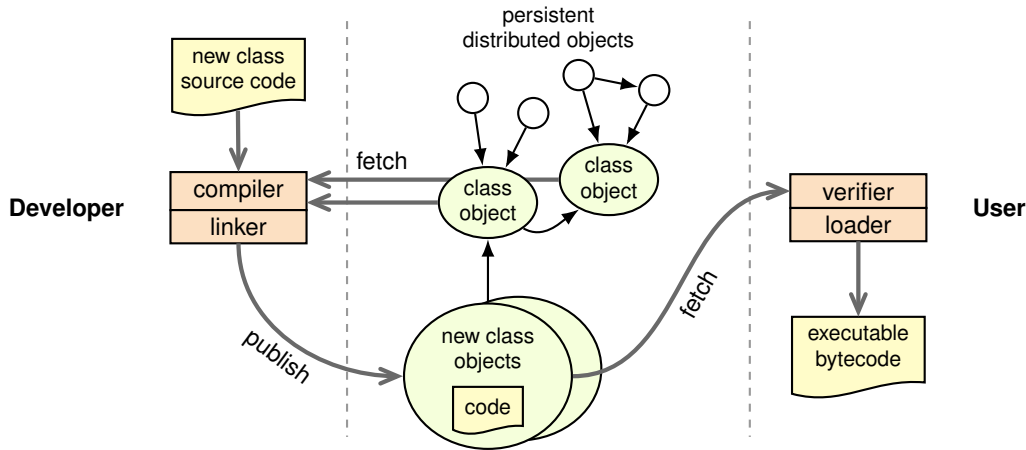 persistent
distributed objects
new class
source code
fetch
class
object
class
object
compiler
linker
Developer
verifier
loader
User
publish
new class
objects
code
fetch
executable
bytecode